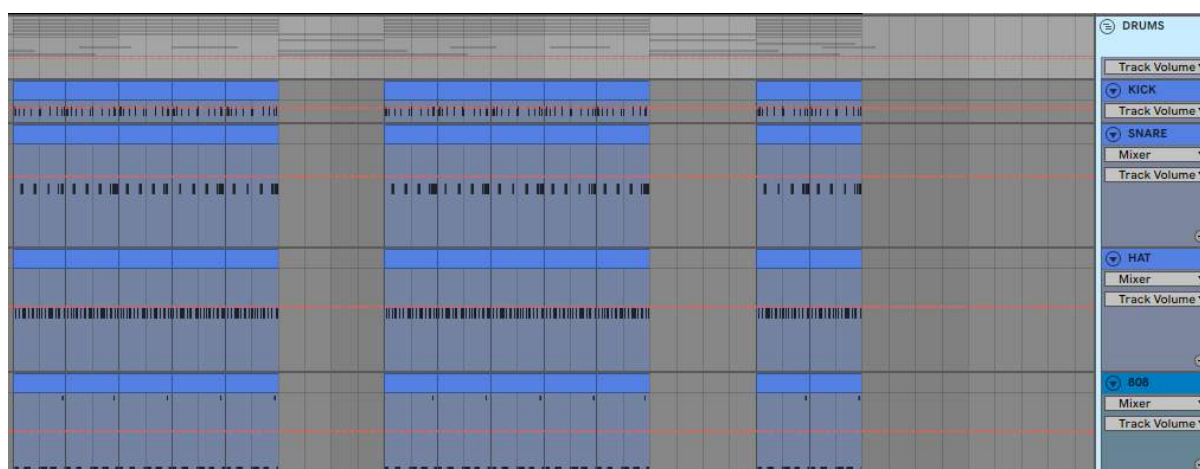 DRUMS
Track Volume
KICK
Track Volume
SNARE
Mixer
Track Volume
HAT
Mixer
Track Volume
808
Mixer
Track Volume